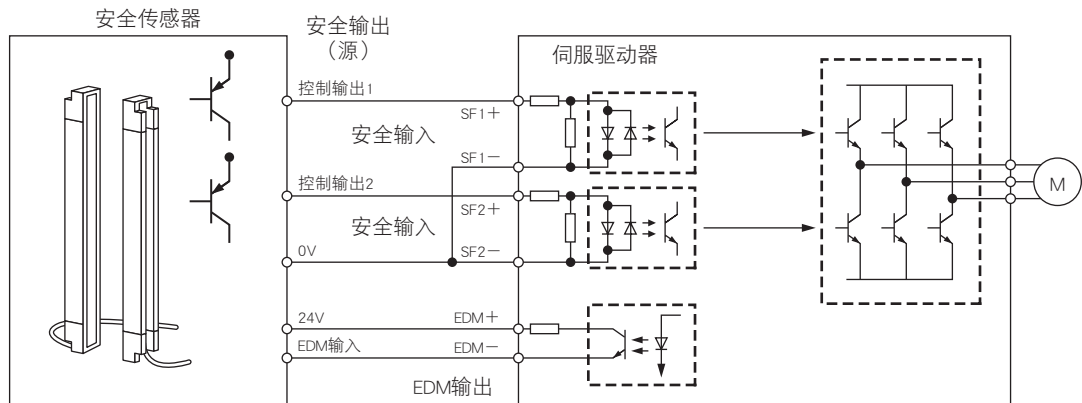 安全传感器
安全输出
（源）
伺服驱动器
控制输出1
SF1+
安全输入
SF1−
控制输出2
SF2+
安全输入
0V
SF2−
M
24V
EDM+
EDM输入
EDM−
EDM输出